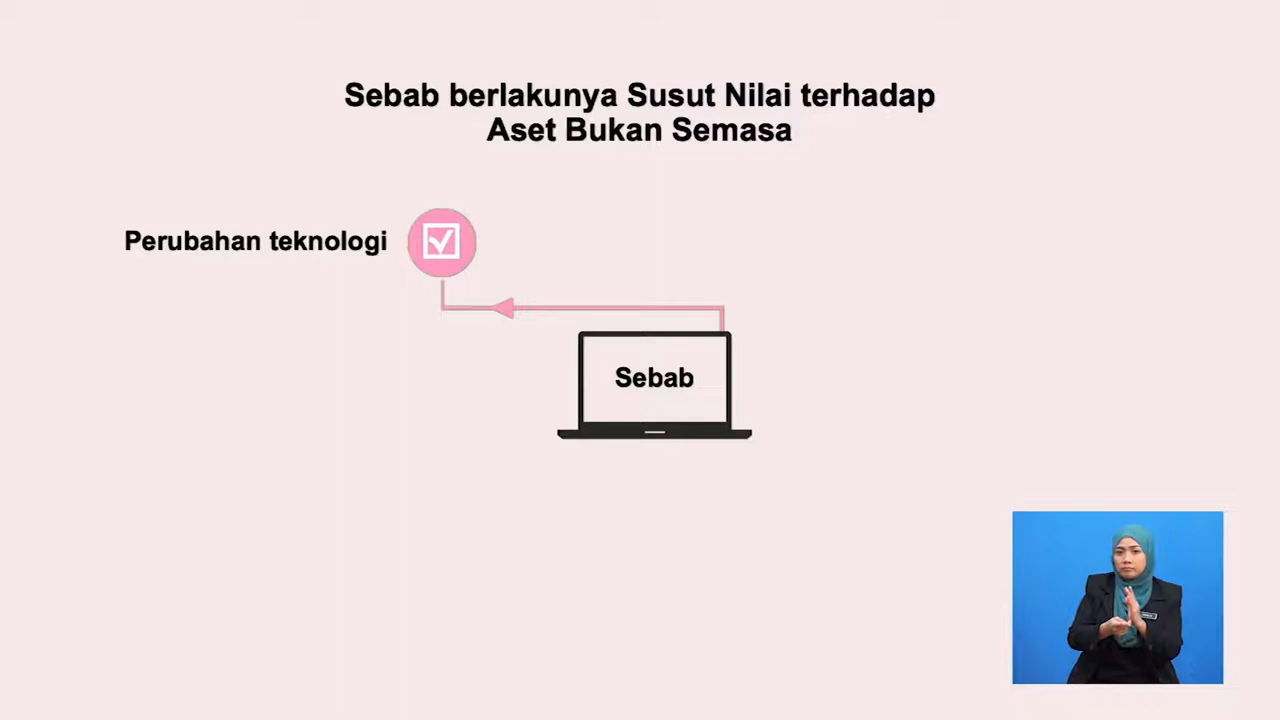 Sebab berlakunya Susut Nilai terhadap
Aset Bukan Semasa
Perubahan teknologi
Sebab